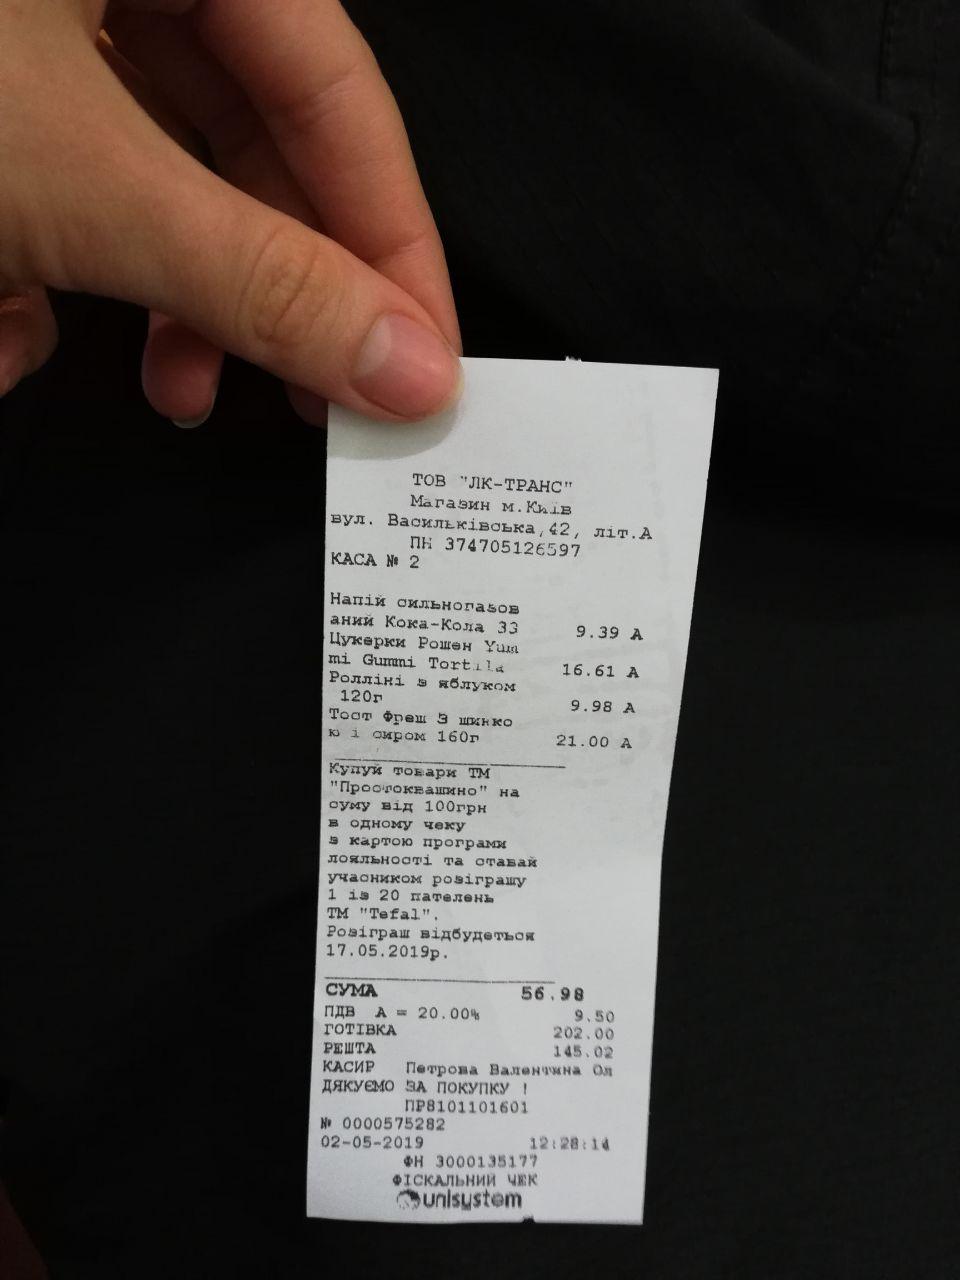 ТОВ "ЛК-ТРАНС"
Магазин м.Київ
вул. Васильківська,42, літ.А
ПН 374705126597
КАСА № 2
Напій сильногазов
аний Кока-Кола 33 9.39 А
Цукерки Рошен Yum
mi Gummi Tortila 16.61 А
Ролліні з яблуком
120г 9.98 А
Тост Фреш З шинко
ю і сиром 160г 21.00 А
Купуй товари ТМ
"Простоквашино" на
суму від 100грн
в одному чеку
з картою програми
лояльності та ставай
учасником розіграшу
1 із 20 пательень
ТМ "Tefal".
Розіграш відбудеться
17.05.2019р.
СУМА 56.98
ПДВ А = 20.00% 9.50
ГОТІВКА 202.00
РЕШТА 145.02
КАСИР Петрова Валентина Ол
ДЯКУЄМО ЗА ПОКУПКУ !
ПР8101101601
№ 0000575282
02-05-2019 12:28:14
ФН 3000135177
ФІСКАЛЬНИЙ ЧЕК
unisystem